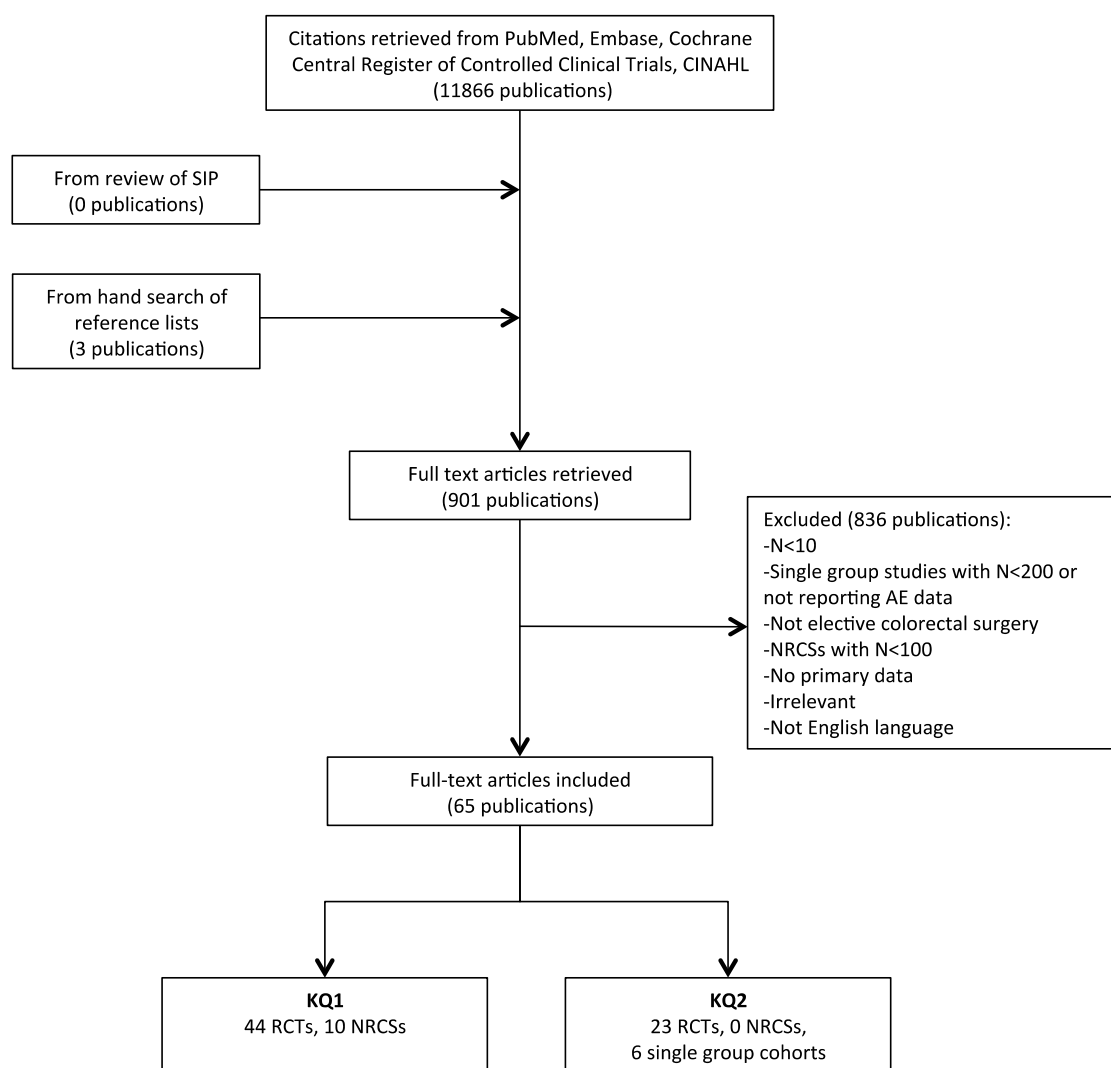 Citations retrieved from PubMed, Embase, Cochrane
Central Register of Controlled Clinical Trials, CINAHL
(11866 publications)
From review of SIP
(0 publications)
From hand search of
reference lists
(3 publications)
Full text articles retrieved
(901 publications)
Excluded (836 publications):
-N<10
-Single group studies with N<200 or
not reporting AE data
-Not elective colorectal surgery
-NRCSs with N<100
-No primary data
-Irrelevant
-Not English language
Full-text articles included
(65 publications)
KQ1
44 RCTs, 10 NRCSs
KQ2
23 RCTs, 0 NRCSs,
6 single group cohorts